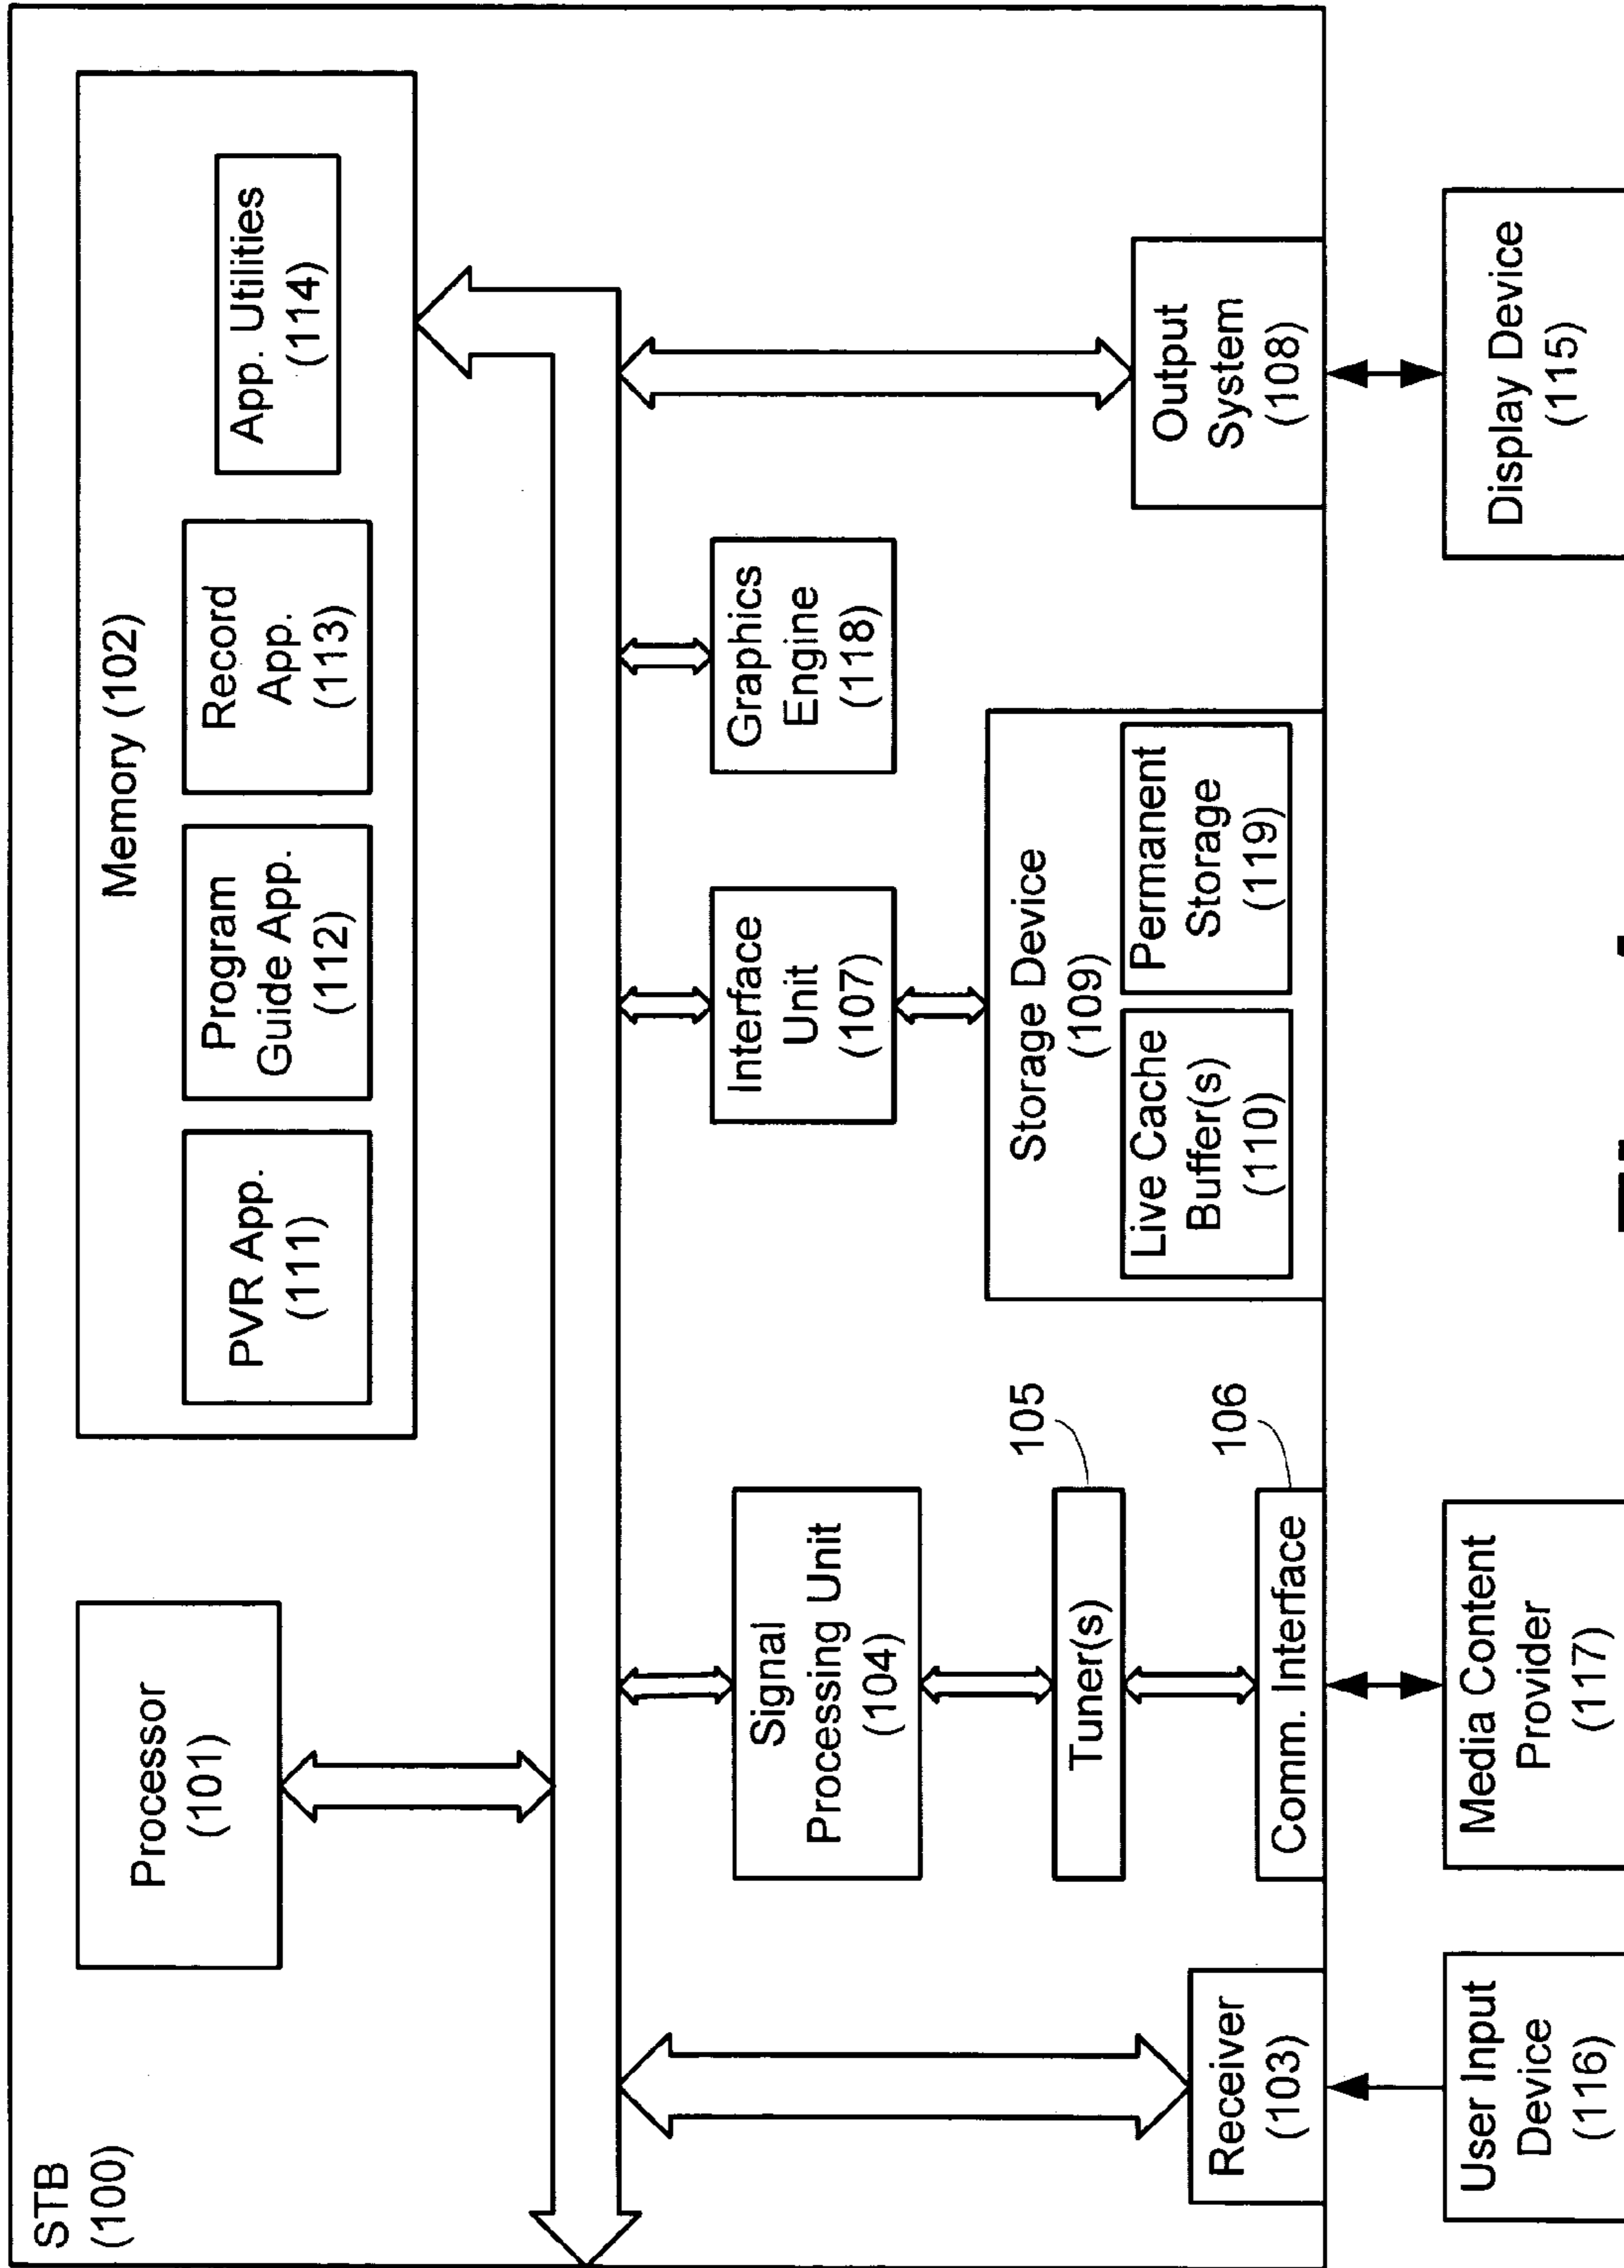 STB
(100)
Processor
(101)
Memory (102)
PVR App.
(111)
Program
Guide App.
(112)
Record
App.
(113)
App. Utilities
(114)
Signal
Processing Unit
(104)
Interface
Unit
(107)
Graphics
Engine
(118)
Tuner(s)
105
Storage Device
(109)
Live Cache
Buffer(s)
(110)
Permanent
Storage
(119)
Receiver
(103)
Comm. Interface
106
Output
System
(108)
User Input
Device
(116)
Media Content
Provider
(117)
Display Device
(115)